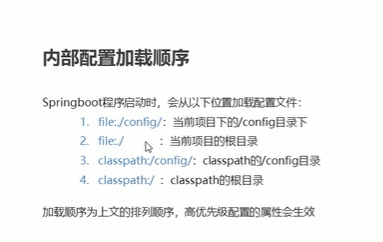 内部配置加载顺序
Springboot程序启动时，会从以下位置加载配置文件：
1. file:./config/：当前项目下的/config目录下
2. file:./ ：当前项目的根目录
3. classpath:/config/：classpath的/config目录
4. classpath:/ ：classpath的根目录
加载顺序为上文的排列顺序，高优先级配置的属性会生效